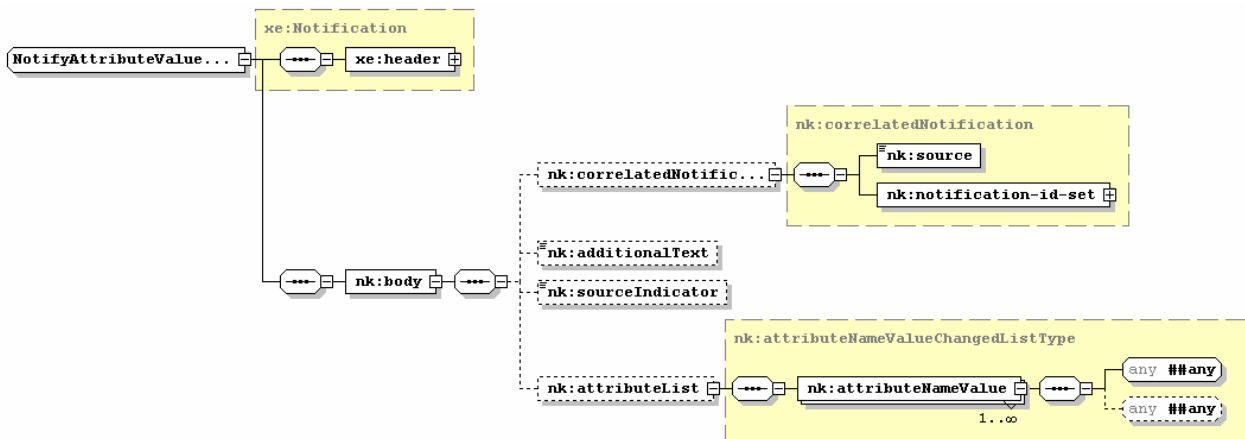 xe:Notification
NotifyAttributeValue...
xe:header
nk:correlatedNotification
nk:source
nk:correlatedNotific...
nk:notification-id-set
nk:additionalText
nk:body
nk:sourceIndicator
nk:attributeNameValueChangedListType
any ##any
nk:attributeList
nk:attributeNameValue
any ##any
1..∞